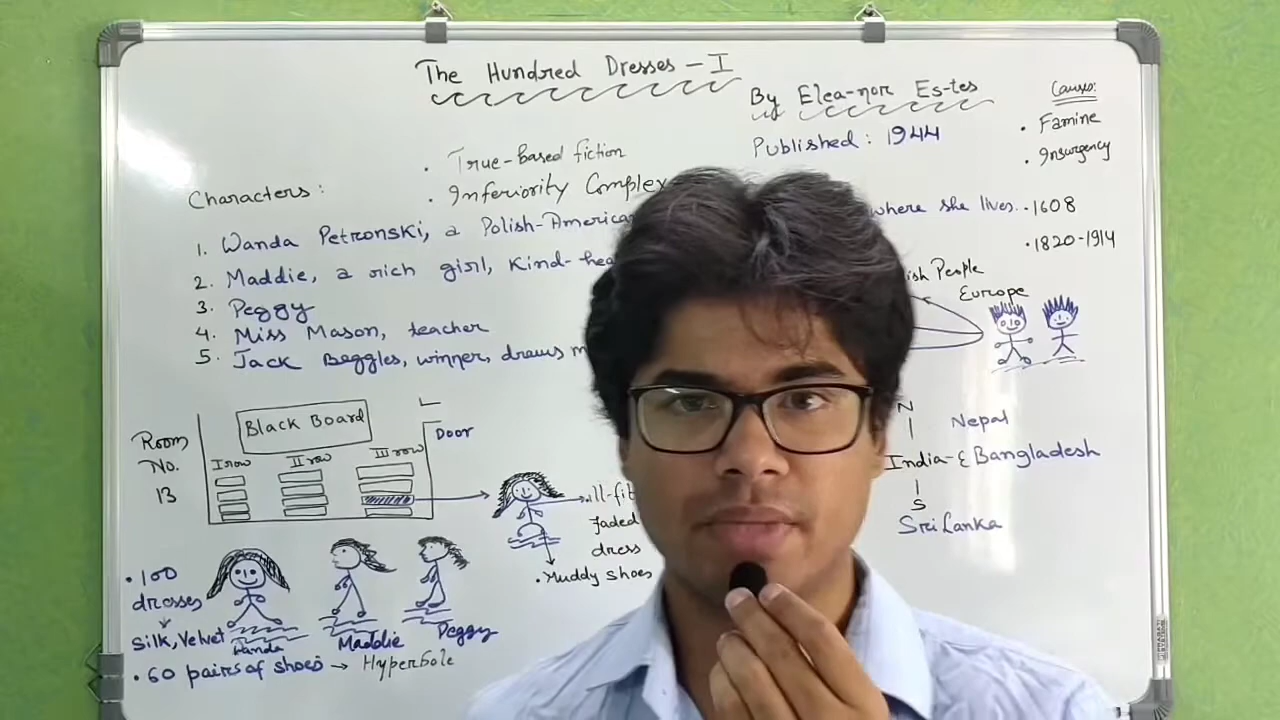 The Hundred Dresses - I
By Elea-nor Es-tes
Published: 1944
Causes:
• Famine
• Insurgency
• 1608
• 1820-1914
• True-based fiction
• Inferiority Complex
Characters:
1. Wanda Petronski, a Polish-American
where she lives.
2. Maddie, a rich girl, Kind-hea
3. Peggy
4. Miss Mason, teacher
5. Jack Beggles, winner, draws m
ish People
Europe
Room
No.
13
Black Board
Door
I row
II row
III row
ill-fit
faded
dress
• Muddy shoes
N
|
Nepal
India-E Bangladesh
|
S
Sri Lanka
• 100
dresses
Silk, Velvet
Wanda
Maddie
Peggy
• 60 pairs of shoes → Hyperbole